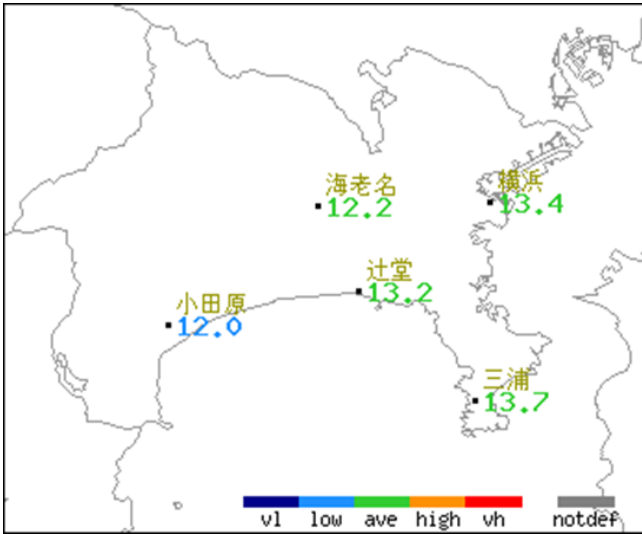 海老名
12.2
横浜
13.4
辻堂
13.2
小田原
12.0
三浦
13.7
vl low ave high vh notdef